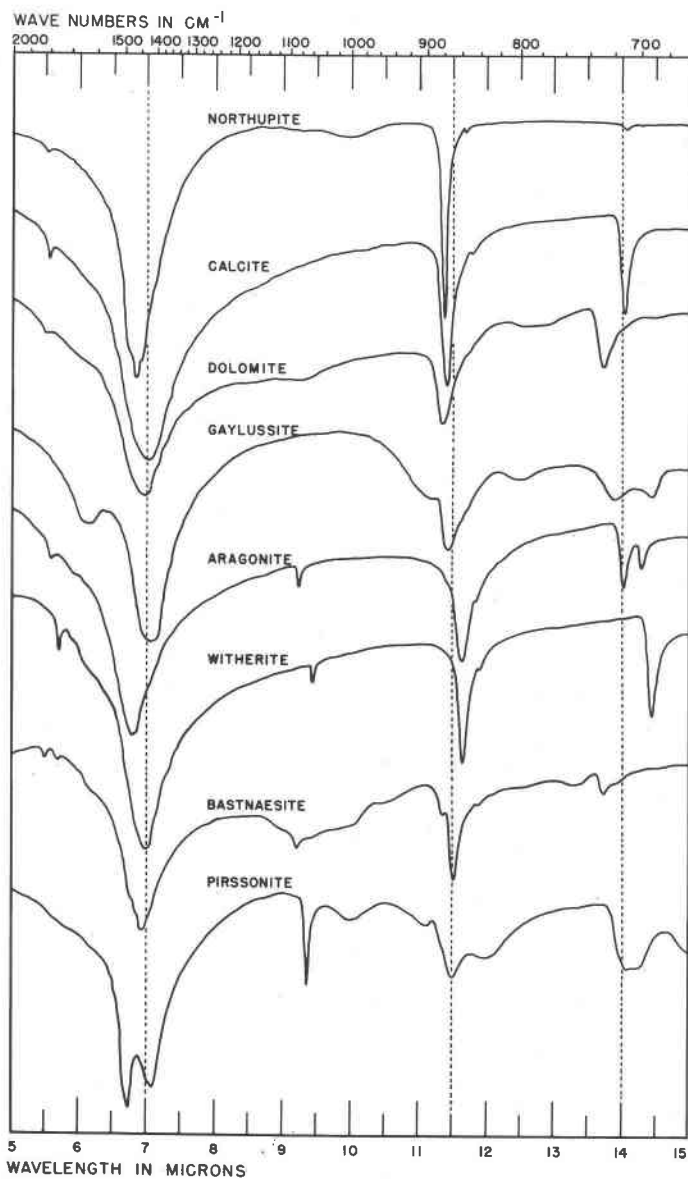 WAVE NUMBERS IN CM-1
2000 1500 1400 1300 1200 1100 1000 900 800 700
NORTHUPITE
CALCITE
DOLOMITE
GAYLUSSITE
ARAGONITE
WITHERITE
BASTNAESITE
PIRSSONITE
5 6 7 8 9 10 11 12 13 14 15
WAVELENGTH IN MICRONS